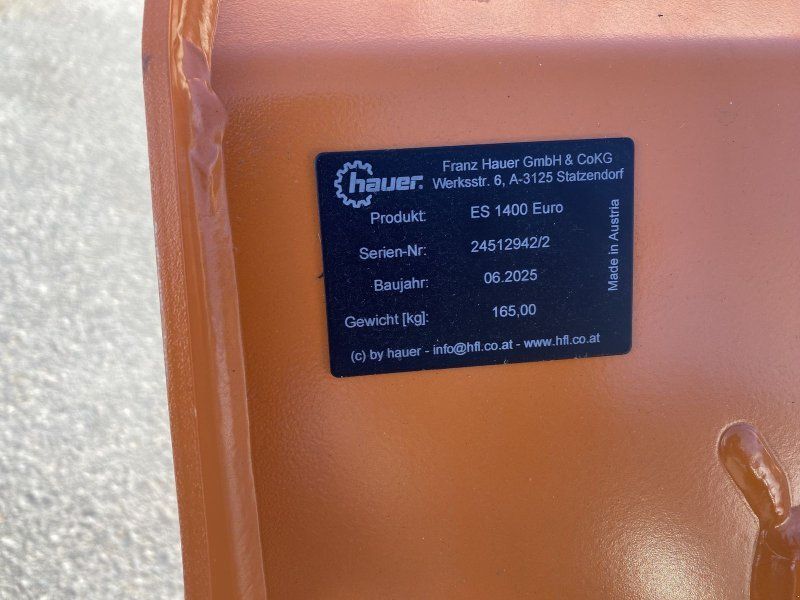 hauer.
Franz Hauer GmbH & CoKG
Werksstr. 6, A-3125 Statzendorf
Produkt: ES 1400 Euro
Serien-Nr: 24512942/2
Baujahr: 06.2025
Gewicht [kg]: 165,00
Made in Austria
(c) by hauer - info@hfl.co.at - www.hfl.co.at